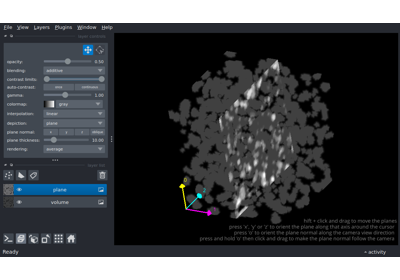 File View Layers Plugins Window Help
layer controls
opacity: 0.50
blending: additive
contrast limits:
auto-contrast: once continuous
gamma: 1.00
colormap: gray
interpolation: linear
depiction: plane
plane normal: x y z oblique
plane thickness: 10.00
rendering: average
layer list
plane
volume
0
2
hift + click and drag to move the planes
press 'x', 'y' or 'z' to orient the plane along that axis around the cursor
press 'o' to orient the plane normal along the camera view direction
press and hold 'o' then click and drag to make the plane normal follow the camera
Ready
activity